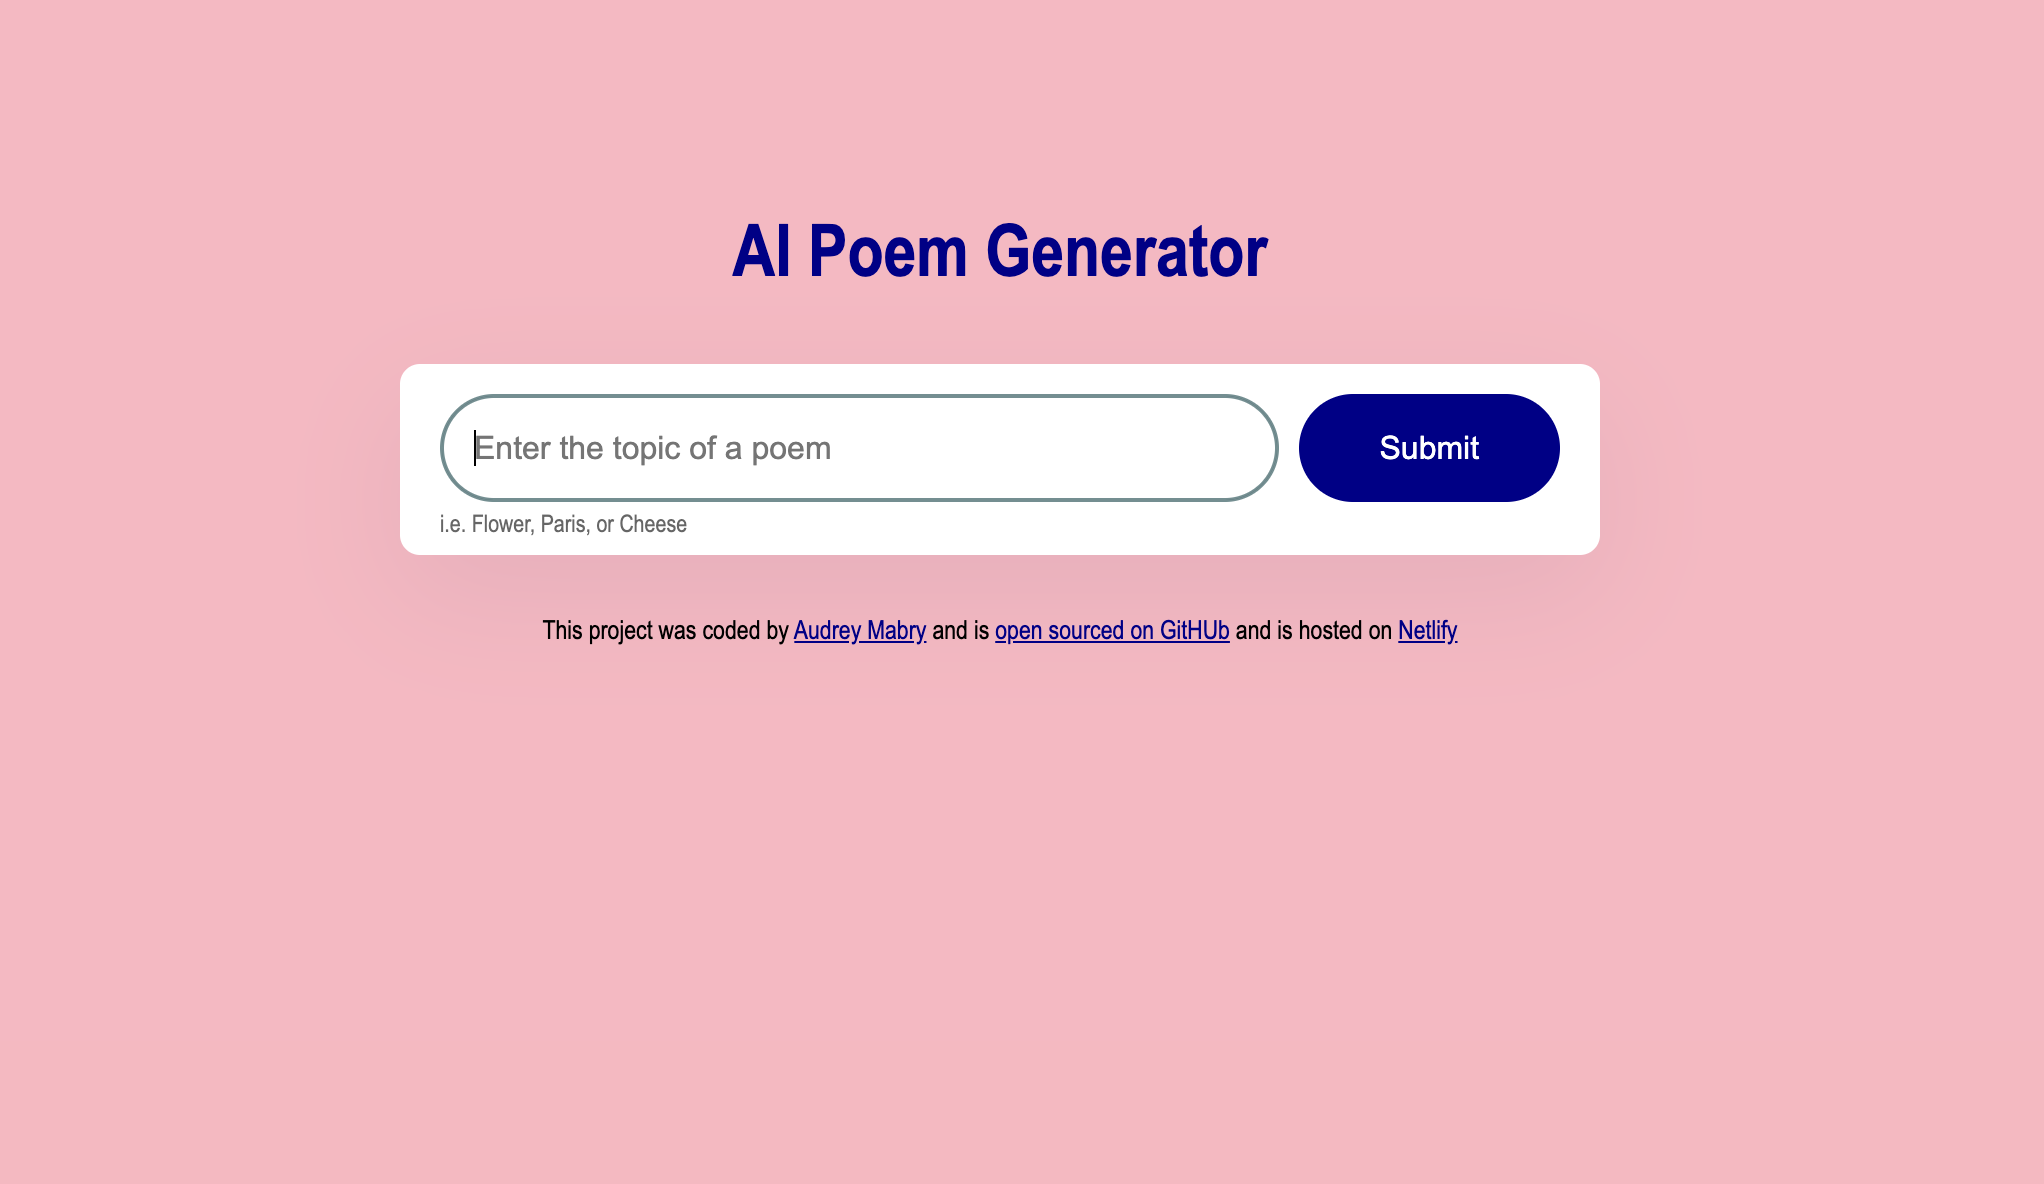 AI Poem Generator
Enter the topic of a poem
Submit
i.e. Flower, Paris, or Cheese
This project was coded by Audrey Mabry and is open sourced on GitHUb and is hosted on Netlify